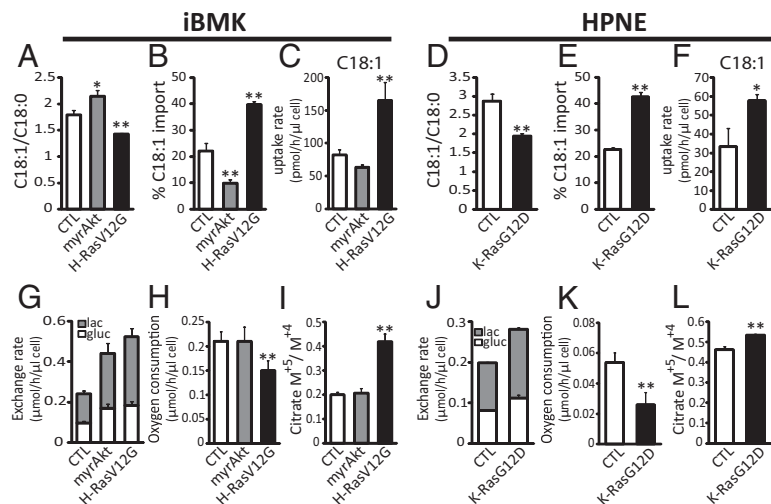 iBMK
HPNE
A
C18:1/C18:0
2.5
2
1.5
1
0.5
0
*
**
CTL
myrAkt
H-RasV12G
B
% C18:1 import
50
40
30
20
10
0
**
**
CTL
myrAkt
H-RasV12G
C
C18:1
uptake rate
(pmol/h/µl cell)
200
150
100
50
0
**
CTL
myrAkt
H-RasV12G
D
C18:1/C18:0
3.5
3
2.5
2
1.5
1
0.5
0
**
CTL
K-RasG12D
E
% C18:1 import
50
40
30
20
10
0
**
CTL
K-RasG12D
F
C18:1
uptake rate
(pmol/h/µl cell)
70
60
50
40
30
20
10
0
*
CTL
K-RasG12D
G
Exchange rate
(µmol/h/µl cell)
0.6
0.4
0.2
0
lac
gluc
CTL
myrAkt
H-RasV12G
H
Oxygen consumption
(µmol/h/µl cell)
0.25
0.20
0.15
0.10
0.05
0
**
CTL
myrAkt
H-RasV12G
I
Citrate M+5/ M+4
0.5
0.4
0.3
0.2
0.1
0
**
CTL
myrAkt
H-RasV12G
J
Exchange rate
(µmol/h/µl cell)
0.3
0.2
0.1
0
lac
gluc
CTL
K-RasG12D
K
Oxygen consumption
(µmol/h/µl cell)
0.08
0.06
0.04
0.02
0
**
CTL
K-RasG12D
L
Citrate M+5/ M+4
0.6
0.5
0.4
0.3
0.2
0.1
0
**
CTL
K-RasG12D